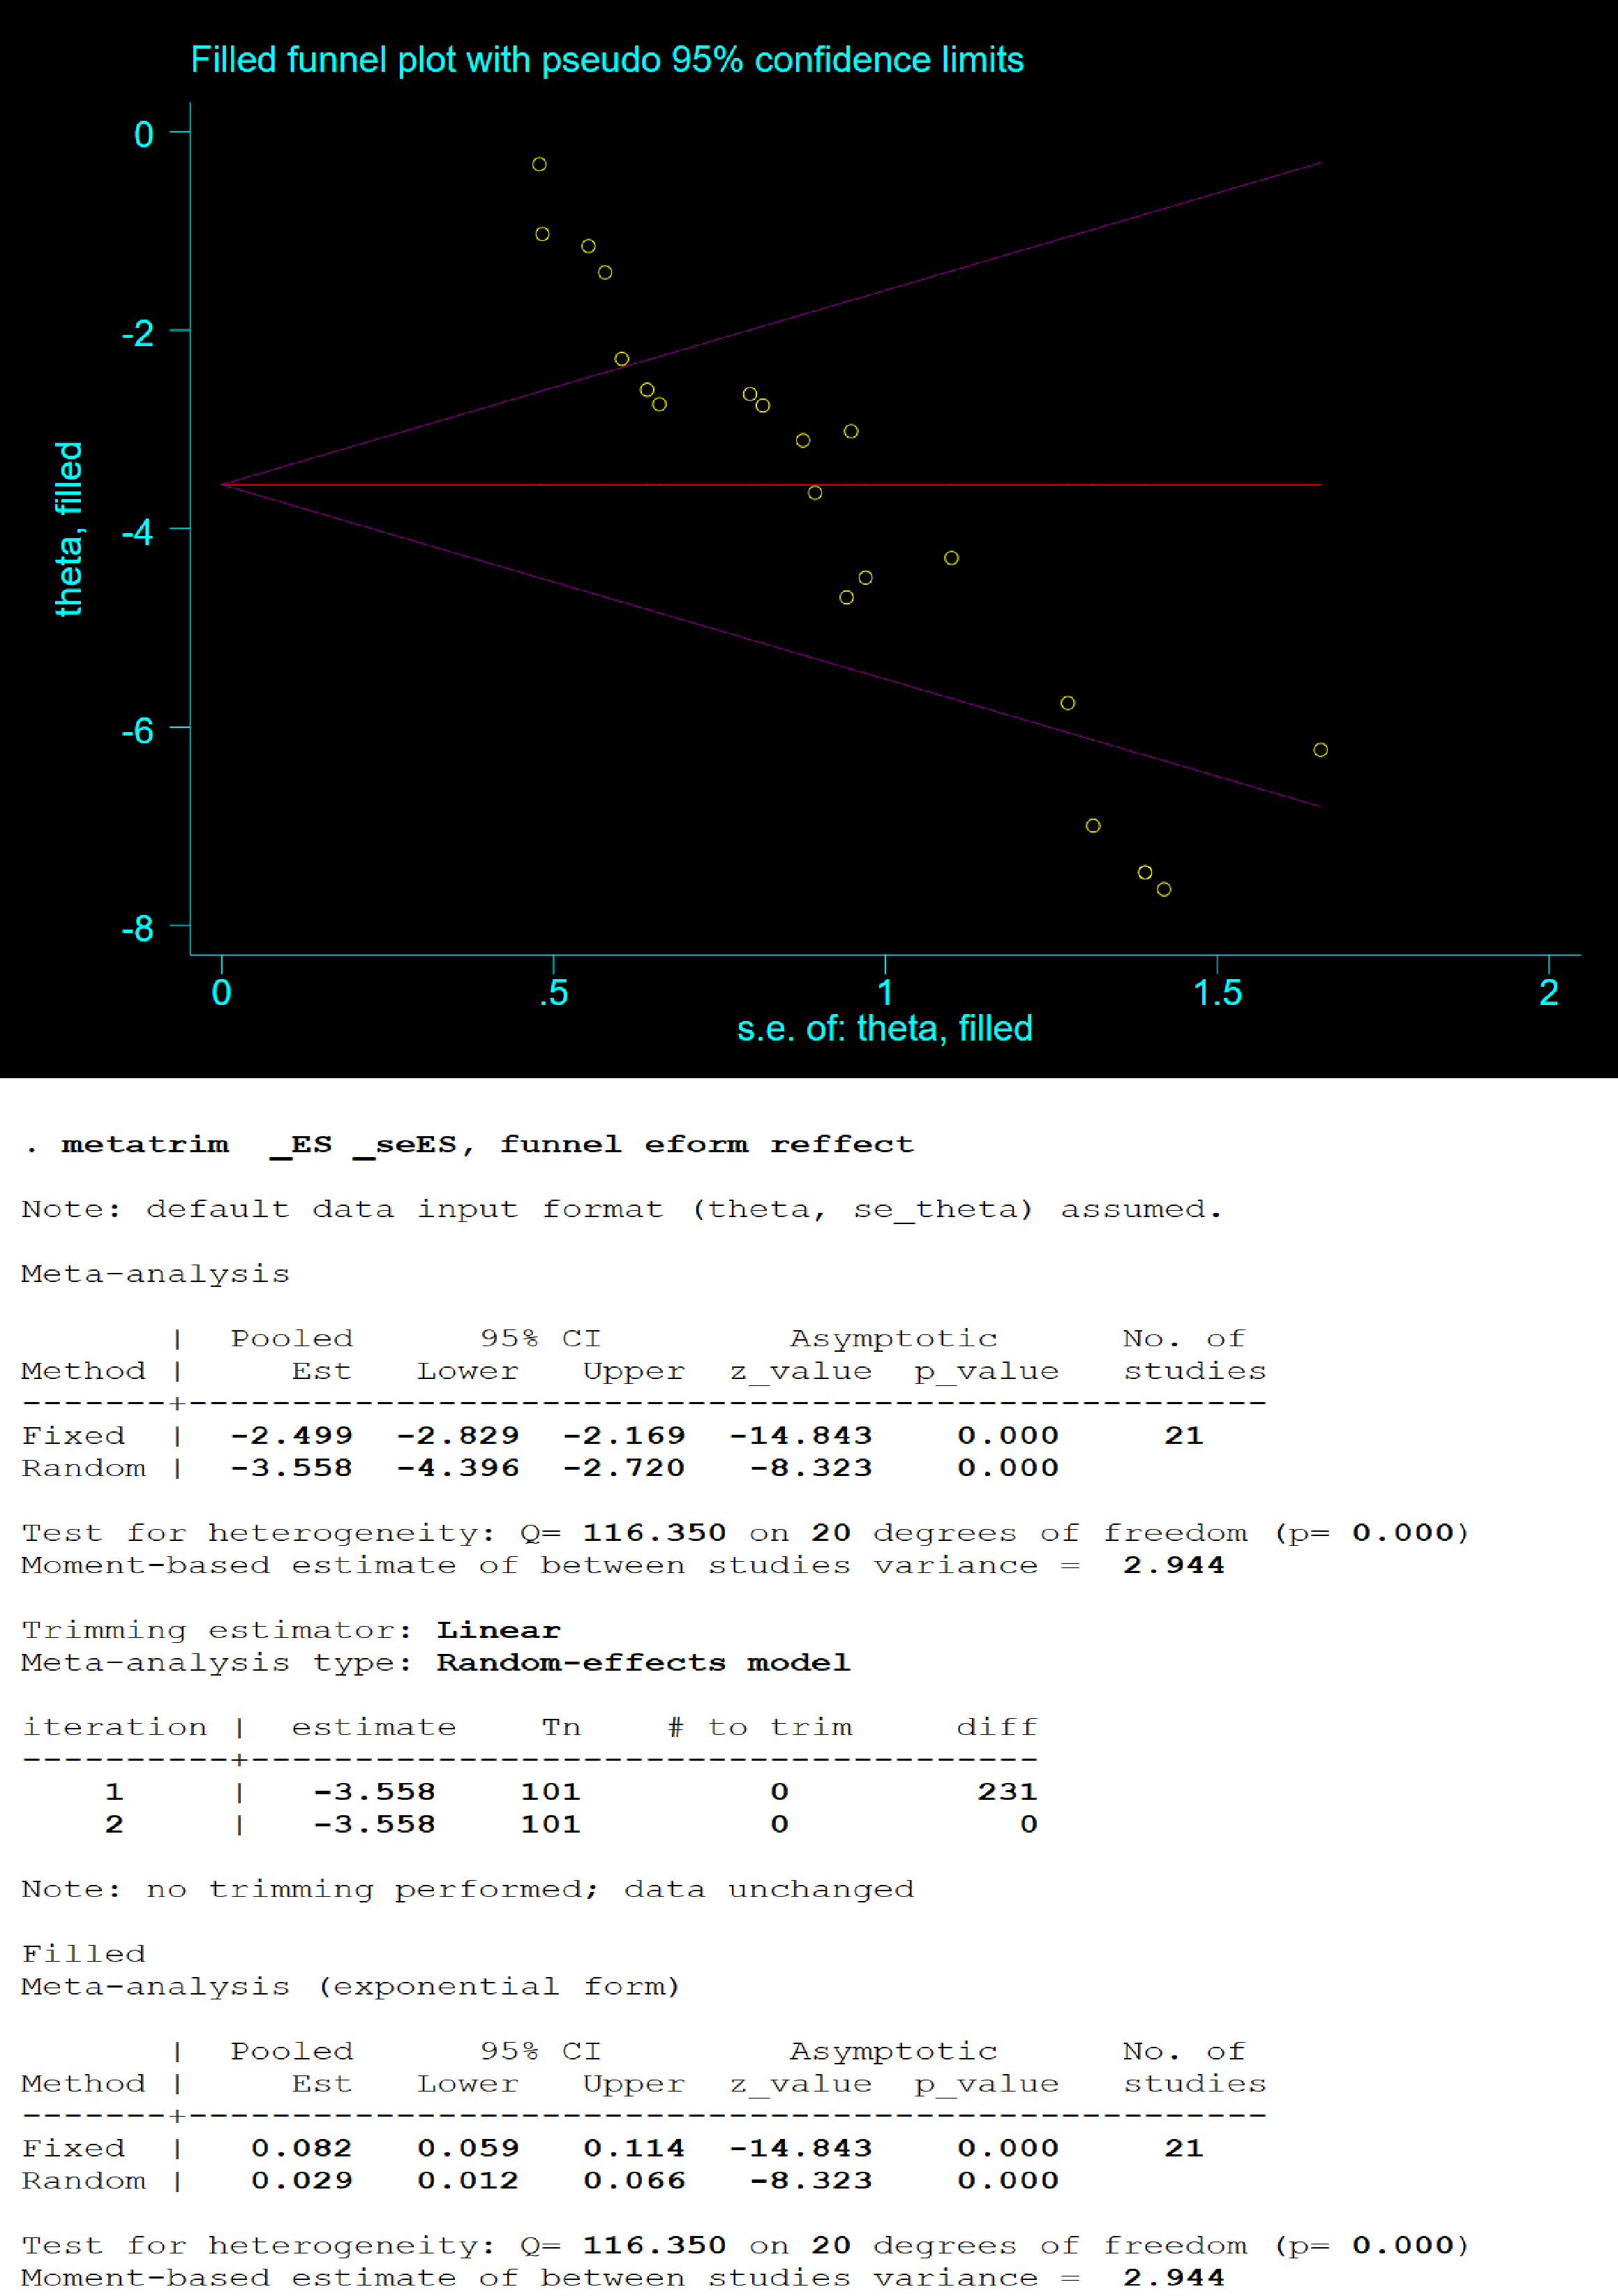 Filled funnel plot with pseudo 95% confidence limits
0
-2
-4
-6
-8
theta, filled
0 .5 1 1.5 2
s.e. of: theta, filled
. metatrim _ES _seES, funnel eform reffect
Note: default data input format (theta, se_theta) assumed.
Meta-analysis
| Pooled 95% CI Asymptotic No. of
Method | Est Lower Upper z_value p_value studies
-------+----------------------------------------------------
Fixed | -2.499 -2.829 -2.169 -14.843 0.000 21
Random | -3.558 -4.396 -2.720 -8.323 0.000
Test for heterogeneity: Q= 116.350 on 20 degrees of freedom (p= 0.000)
Moment-based estimate of between studies variance = 2.944
Trimming estimator: Linear
Meta-analysis type: Random-effects model
iteration | estimate Tn # to trim diff
----------+--------------------------------------
1 | -3.558 101 0 231
2 | -3.558 101 0 0
Note: no trimming performed; data unchanged
Filled
Meta-analysis (exponential form)
| Pooled 95% CI Asymptotic No. of
Method | Est Lower Upper z_value p_value studies
-------+----------------------------------------------------
Fixed | 0.082 0.059 0.114 -14.843 0.000 21
Random | 0.029 0.012 0.066 -8.323 0.000
Test for heterogeneity: Q= 116.350 on 20 degrees of freedom (p= 0.000)
Moment-based estimate of between studies variance = 2.944